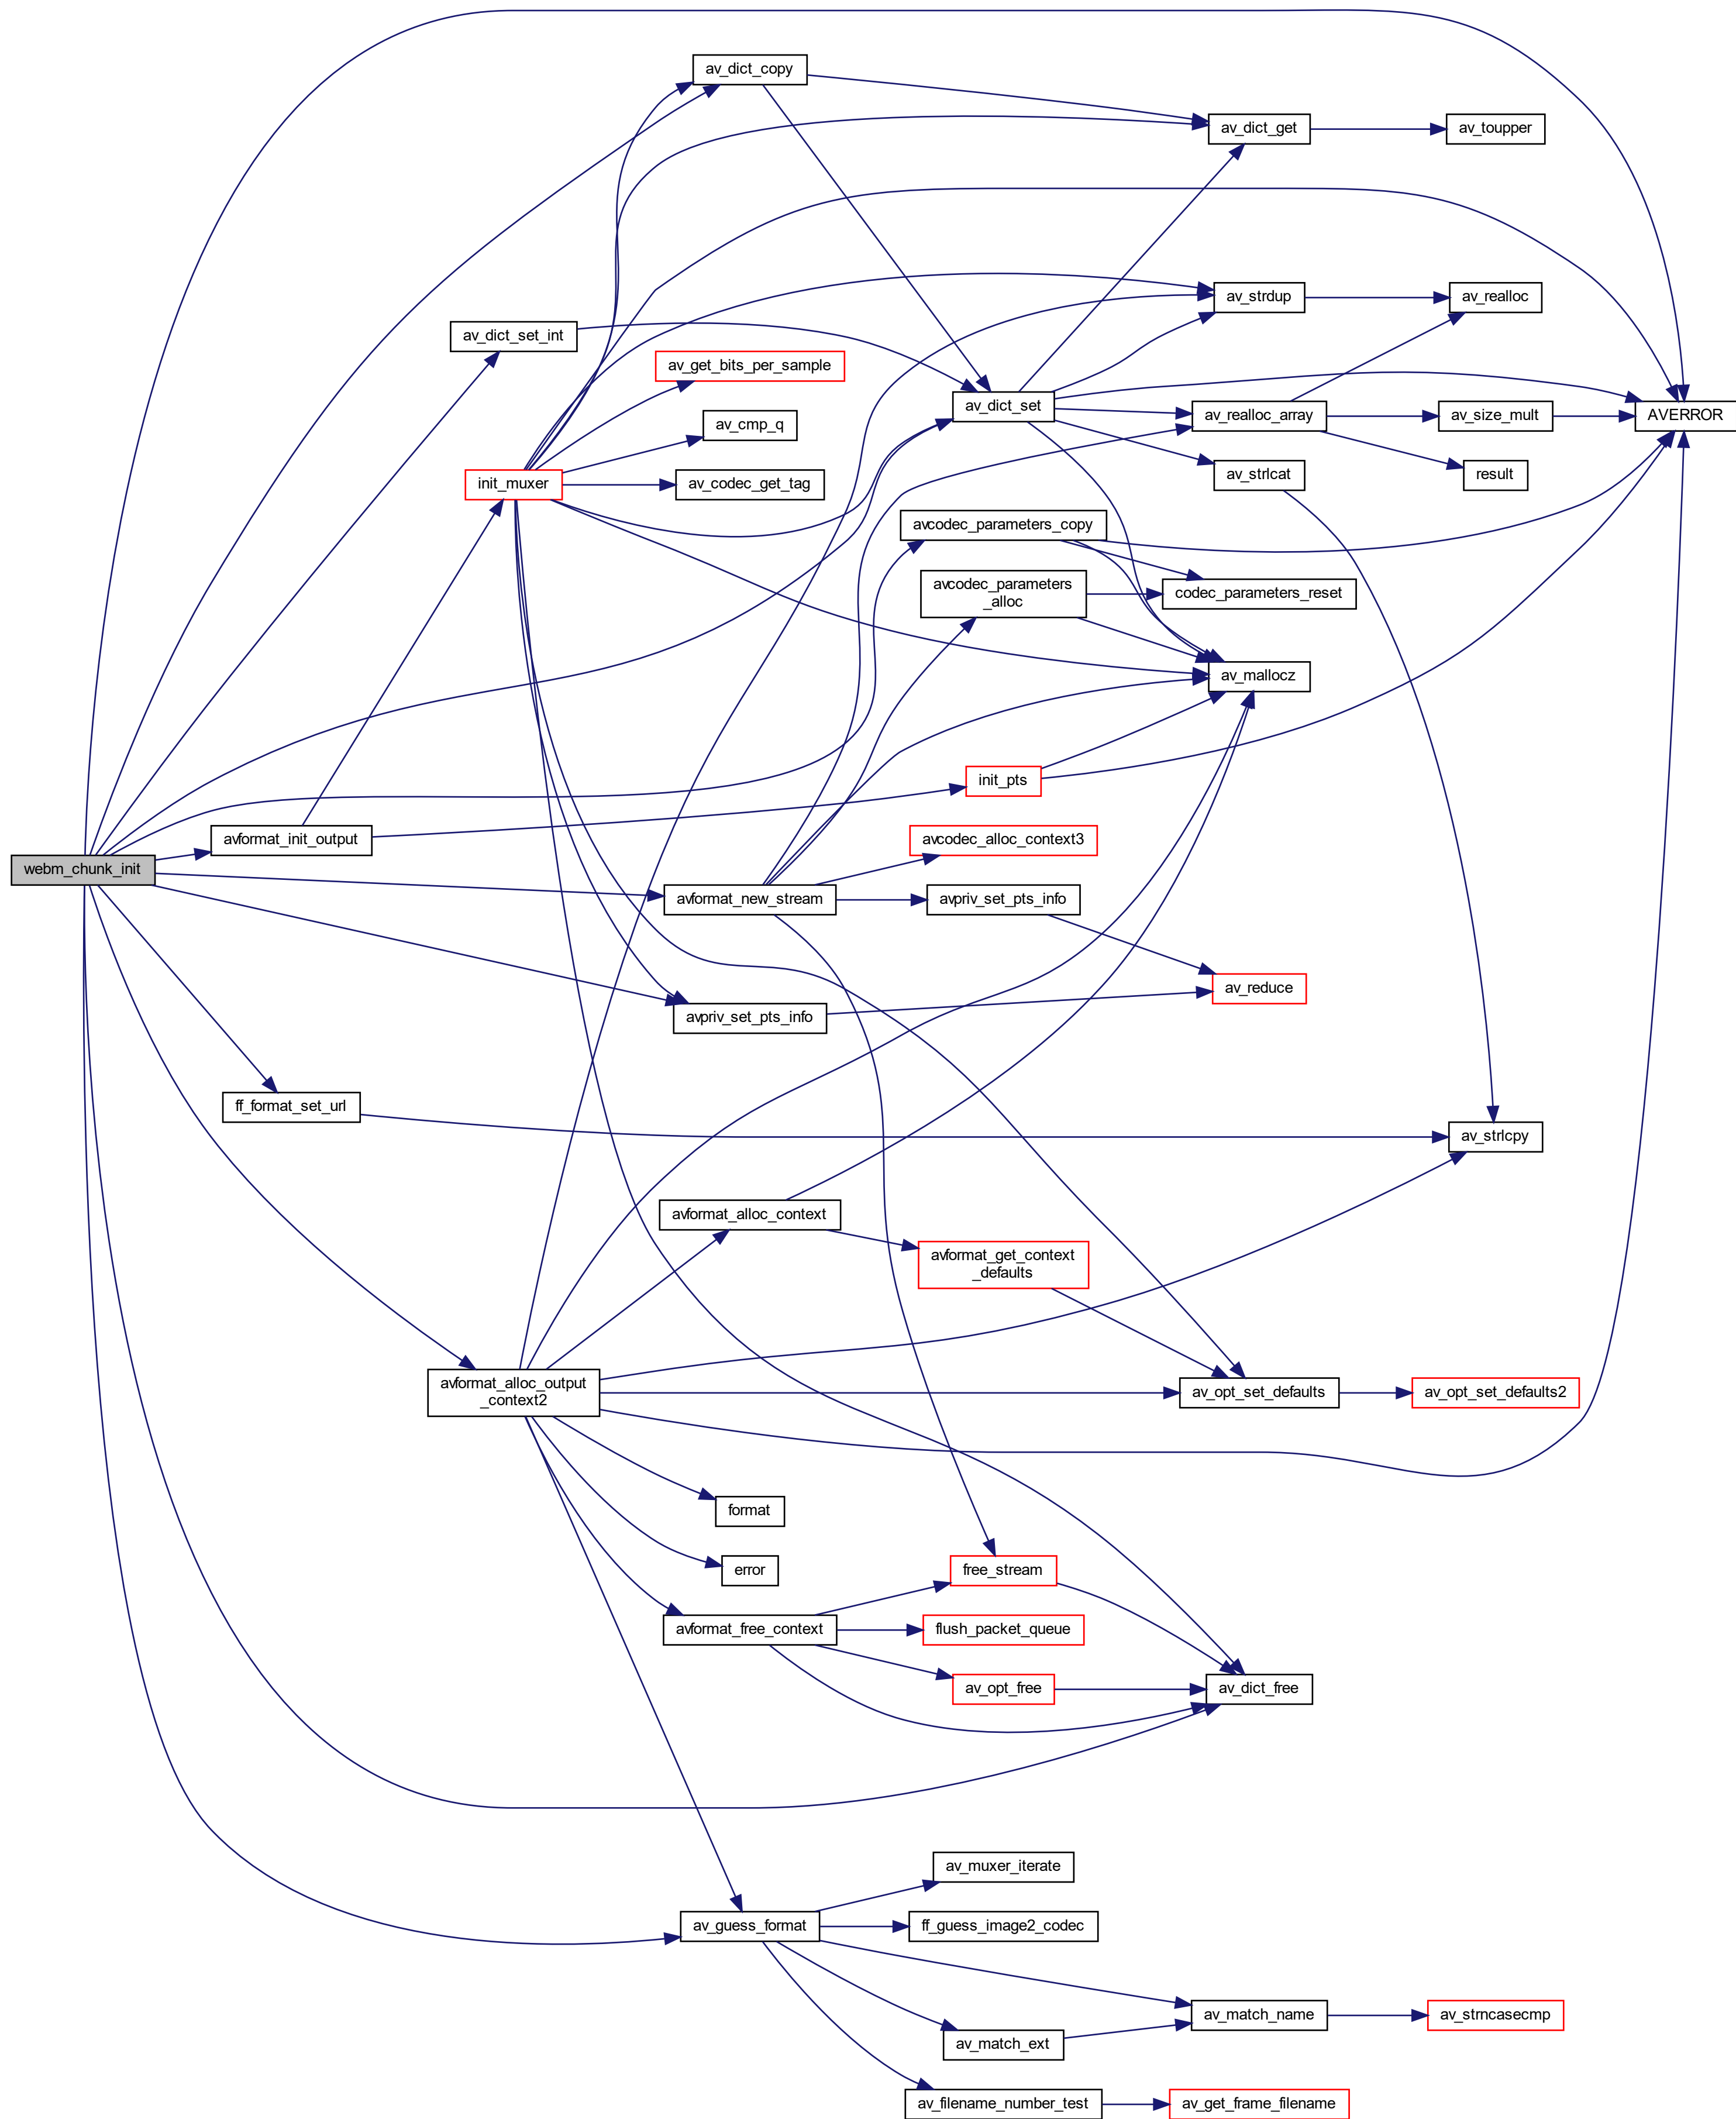 av_dict_copy
av_dict_get
av_toupper
av_strdup
av_realloc
av_dict_set_int
av_get_bits_per_sample
av_dict_set
av_realloc_array
av_size_mult
AVERROR
av_cmp_q
av_strlcat
result
init_muxer
av_codec_get_tag
avcodec_parameters_copy
avcodec_parameters
_alloc
codec_parameters_reset
av_mallocz
init_pts
avformat_init_output
avcodec_alloc_context3
webm_chunk_init
avformat_new_stream
avpriv_set_pts_info
av_reduce
avpriv_set_pts_info
ff_format_set_url
av_strlcpy
avformat_alloc_context
avformat_get_context
_defaults
avformat_alloc_output
_context2
av_opt_set_defaults
av_opt_set_defaults2
format
error
free_stream
avformat_free_context
flush_packet_queue
av_opt_free
av_dict_free
av_muxer_iterate
av_guess_format
ff_guess_image2_codec
av_match_name
av_strncasecmp
av_match_ext
av_filename_number_test
av_get_frame_filename